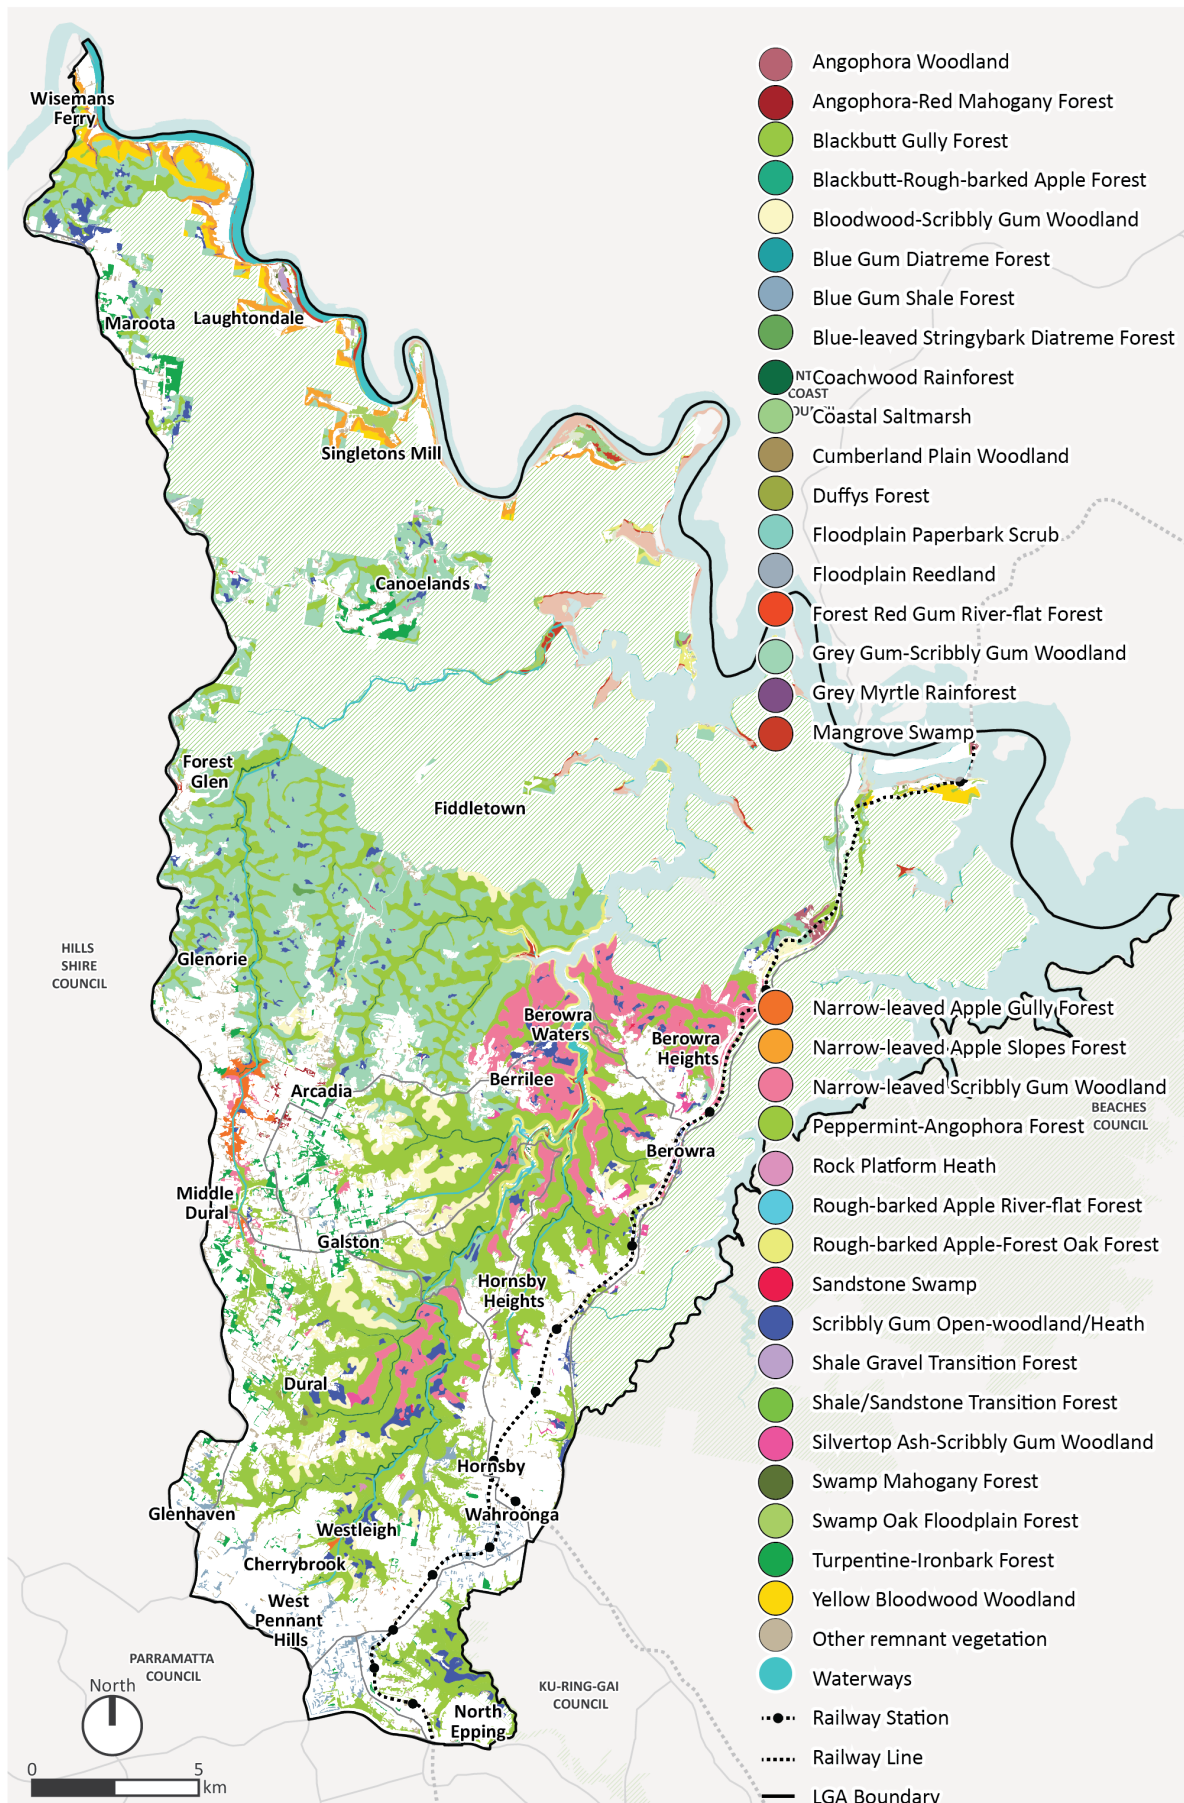 Angophora Woodland
Angophora-Red Mahogany Forest
Blackbutt Gully Forest
Blackbutt-Rough-barked Apple Forest
Bloodwood-Scribbly Gum Woodland
Blue Gum Diatreme Forest
Blue Gum Shale Forest
Blue-leaved Stringybark Diatreme Forest
Coachwood Rainforest
COAST
Coastal Saltmarsh
Cumberland Plain Woodland
Duffys Forest
Floodplain Paperbark Scrub
Floodplain Reedland
Forest Red Gum River-flat Forest
Grey Gum-Scribbly Gum Woodland
Grey Myrtle Rainforest
Mangrove Swamp
Narrow-leaved Apple Gully Forest
Narrow-leaved Apple Slopes Forest
Narrow-leaved Scribbly Gum Woodland
BEACHES
COUNCIL
Peppermint-Angophora Forest
Rock Platform Heath
Rough-barked Apple River-flat Forest
Rough-barked Apple-Forest Oak Forest
Sandstone Swamp
Scribbly Gum Open-woodland/Heath
Shale Gravel Transition Forest
Shale/Sandstone Transition Forest
Silvertop Ash-Scribbly Gum Woodland
Swamp Mahogany Forest
Swamp Oak Floodplain Forest
Turpentine-Ironbark Forest
Yellow Bloodwood Woodland
Other remnant vegetation
Waterways
Railway Station
Railway Line
LGA Boundary
Wisemans
Ferry
Maroota
Laughtondale
Singletons Mill
Canoelands
Forest
Glen
Fiddletown
HILLS
SHIRE
COUNCIL
Glenorie
Berowra
Waters
Berowra
Heights
Berrilee
Arcadia
Berowra
Middle
Dural
Galston
Hornsby
Heights
Dural
Hornsby
Glenhaven
Wahroonga
Westleigh
Cherrybrook
West
Pennant
Hills
PARRAMATTA
COUNCIL
KU-RING-GAI
COUNCIL
North
Epping
North
0 5
km